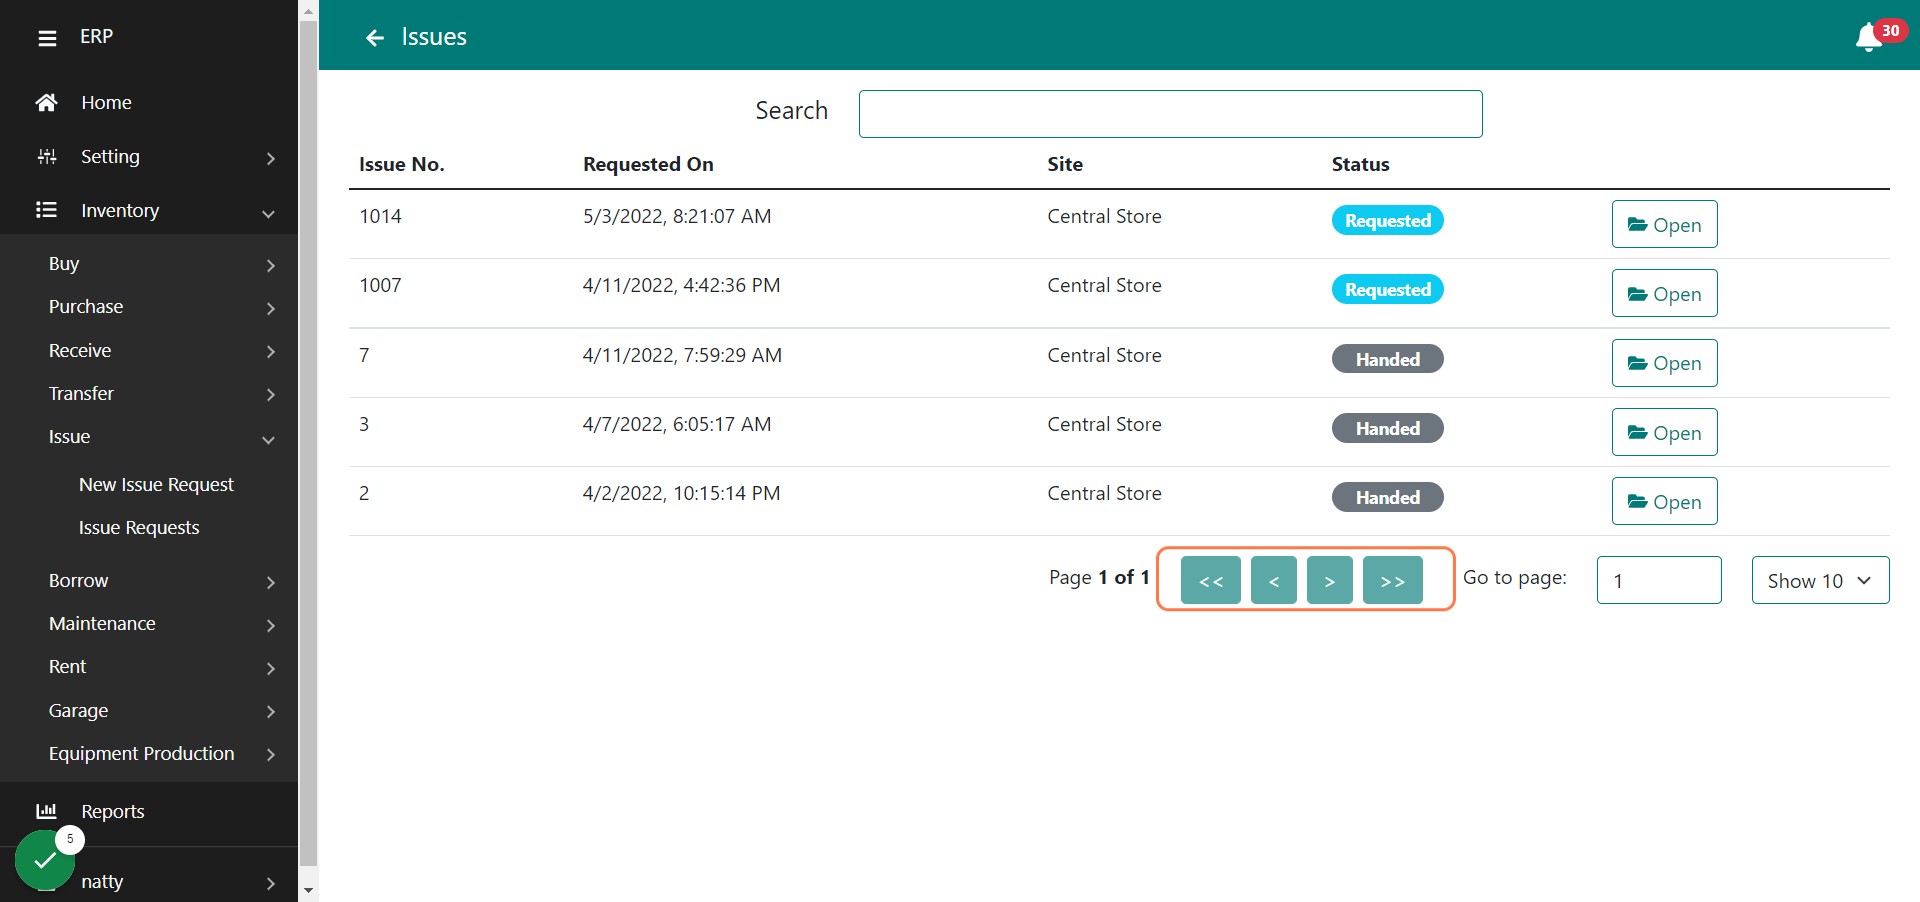 ERP
Home
Setting
Inventory
Buy
Purchase
Receive
Transfer
Issue
New Issue Request
Issue Requests
Borrow
Maintenance
Rent
Garage
Equipment Production
Reports
5
natty
Issues
30
Search
Issue No. Requested On Site Status
1014 5/3/2022, 8:21:07 AM Central Store Requested Open
1007 4/11/2022, 4:42:36 PM Central Store Requested Open
7 4/11/2022, 7:59:29 AM Central Store Handed Open
3 4/7/2022, 6:05:17 AM Central Store Handed Open
2 4/2/2022, 10:15:14 PM Central Store Handed Open
Page 1 of 1 << < > >> Go to page: 1 Show 10